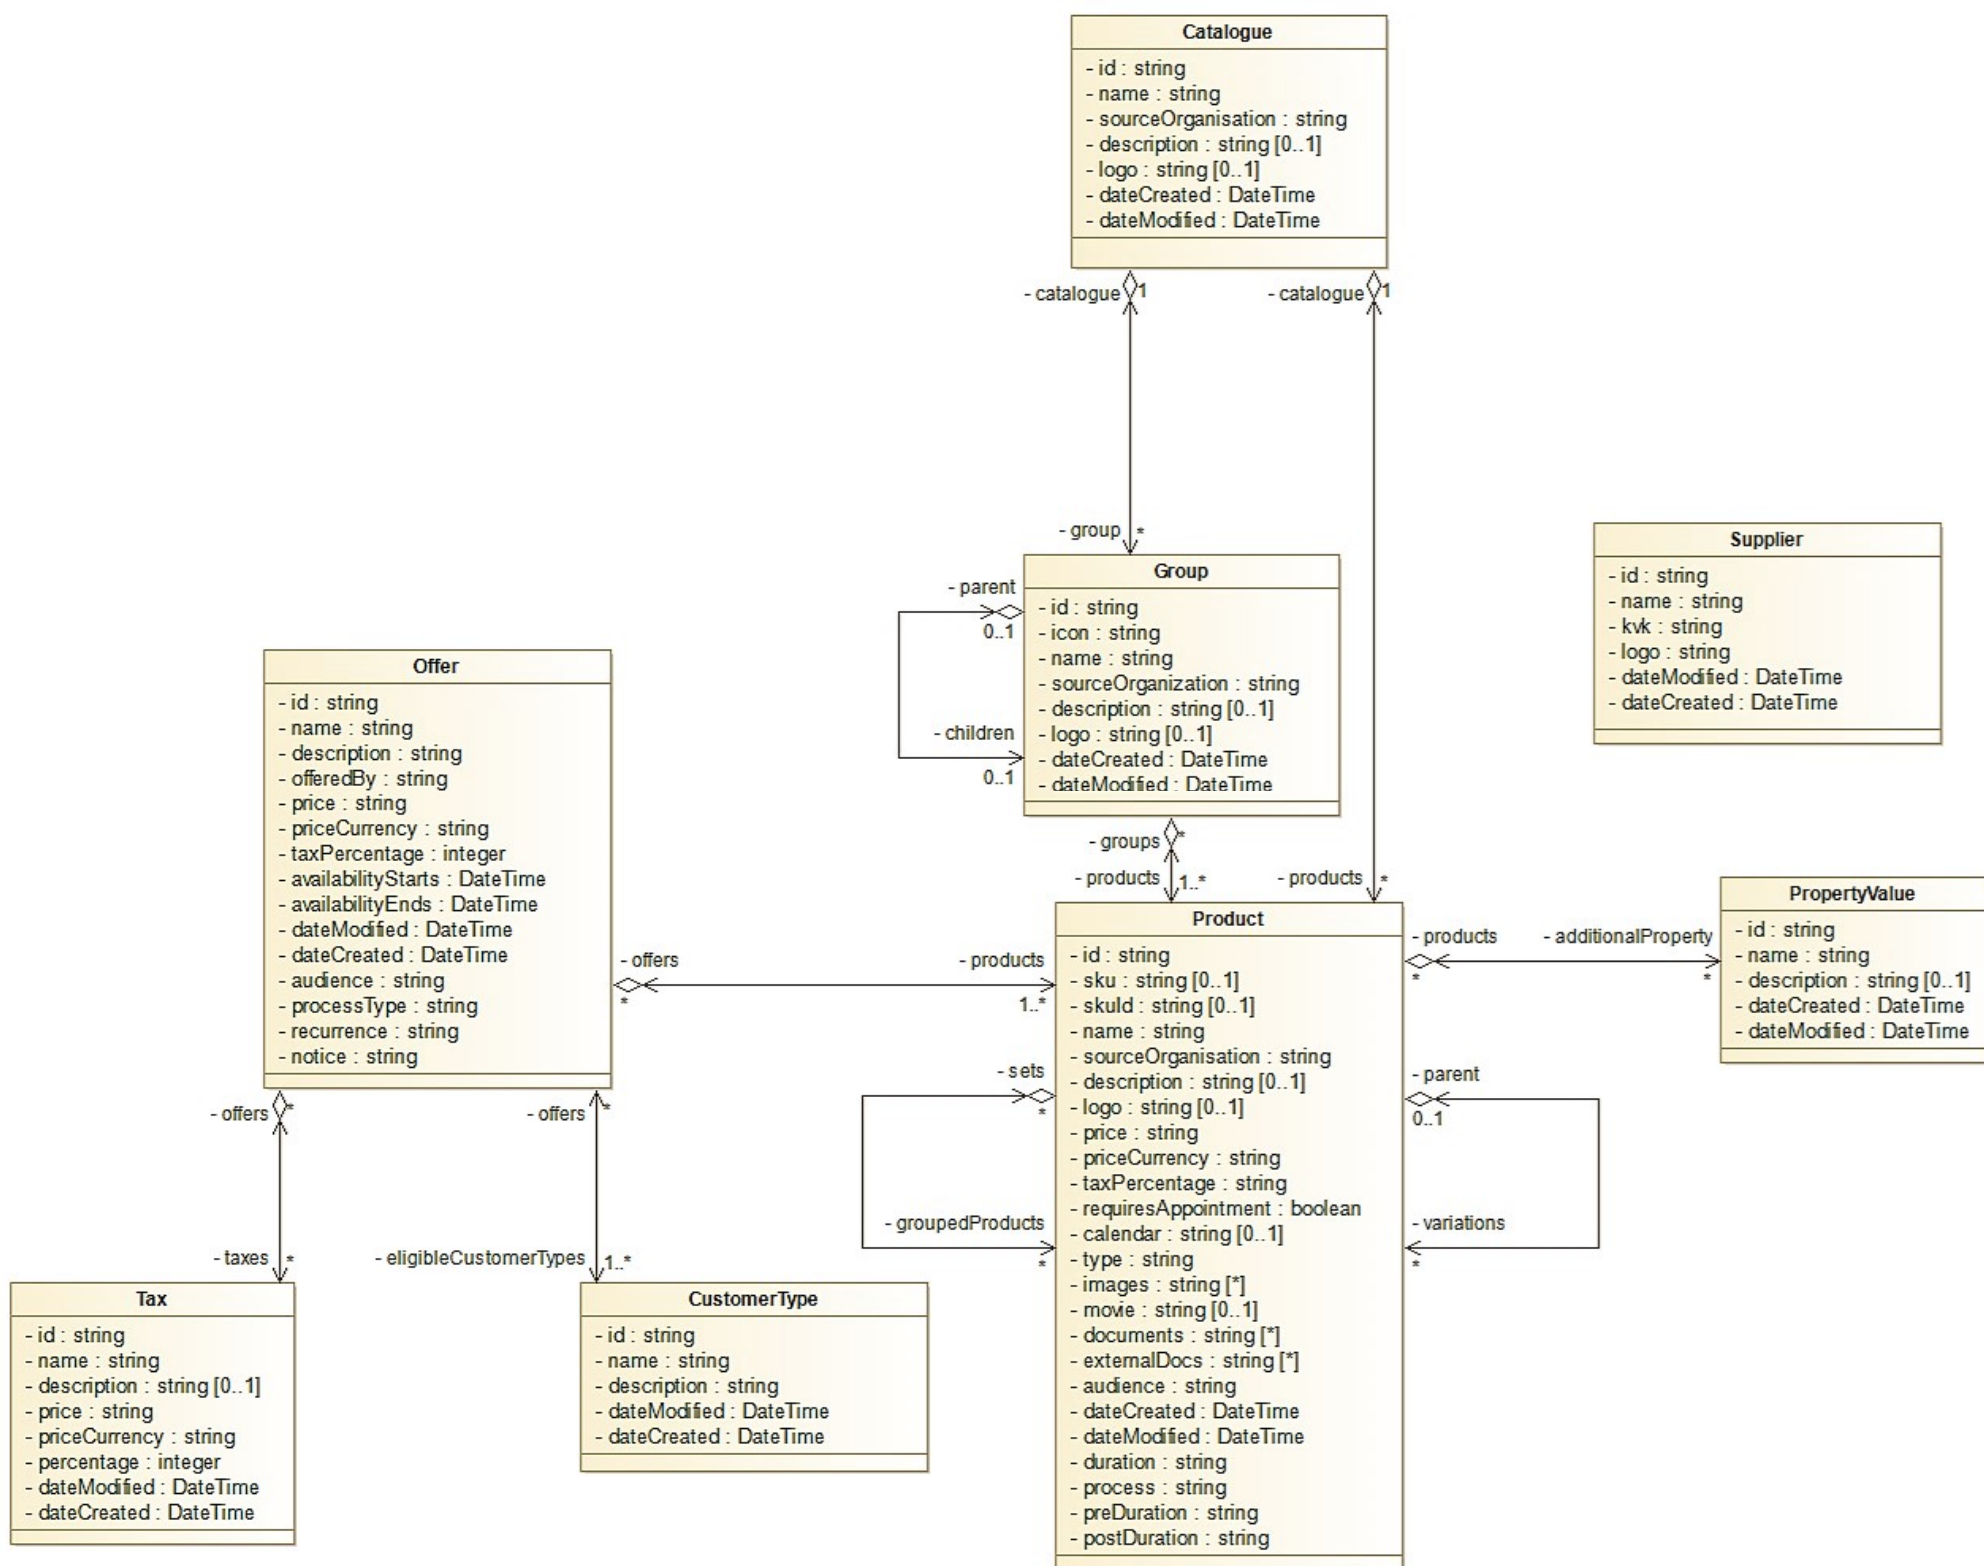 Catalogue
- id : string
- name : string
- sourceOrganisation : string
- description : string [0..1]
- logo : string [0..1]
- dateCreated : DateTime
- dateModified : DateTime
- catalogue
1
- catalogue
1
- group
*
Group
- id : string
- icon : string
- name : string
- sourceOrganization : string
- description : string [0..1]
- logo : string [0..1]
- dateCreated : DateTime
- dateModified : DateTime
- parent
0..1
- children
0..1
- groups
*
- products
1..*
- products
*
Supplier
- id : string
- name : string
- kvk : string
- logo : string
- dateModified : DateTime
- dateCreated : DateTime
Offer
- id : string
- name : string
- description : string
- offeredBy : string
- price : string
- priceCurrency : string
- taxPercentage : integer
- availabilityStarts : DateTime
- availabilityEnds : DateTime
- dateModified : DateTime
- dateCreated : DateTime
- audience : string
- processType : string
- recurrence : string
- notice : string
- offers
*
- products
1..*
Product
- id : string
- sku : string [0..1]
- skuId : string [0..1]
- name : string
- sourceOrganisation : string
- description : string [0..1]
- logo : string [0..1]
- price : string
- priceCurrency : string
- taxPercentage : string
- requiresAppointment : boolean
- calendar : string [0..1]
- type : string
- images : string [*]
- movie : string [0..1]
- documents : string [*]
- externalDocs : string [*]
- audience : string
- dateCreated : DateTime
- dateModified : DateTime
- duration : string
- process : string
- preDuration : string
- postDuration : string
- products
*
- additionalProperty
*
PropertyValue
- id : string
- name : string
- description : string [0..1]
- dateCreated : DateTime
- dateModified : DateTime
- sets
*
- groupedProducts
*
- parent
0..1
- variations
*
- offers
*
- taxes
*
- offers
*
- eligibleCustomerTypes
1..*
Tax
- id : string
- name : string
- description : string [0..1]
- price : string
- priceCurrency : string
- percentage : integer
- dateModified : DateTime
- dateCreated : DateTime
CustomerType
- id : string
- name : string
- description : string
- dateModified : DateTime
- dateCreated : DateTime